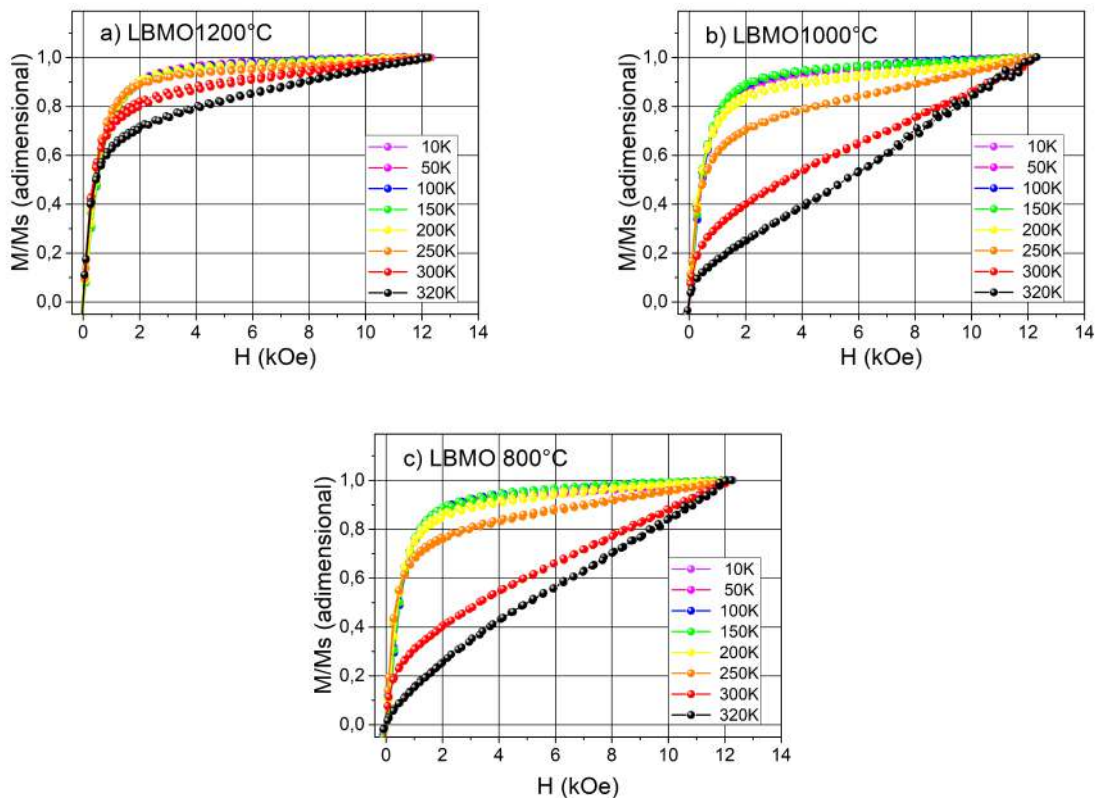 a) LBMO1200°C
M/Ms (adimensional)
1,0
0,8
0,6
0,4
0,2
0,0
10K
50K
100K
150K
200K
250K
300K
320K
0 2 4 6 8 10 12 14
H (kOe)
b) LBMO1000°C
M/Ms (adimensional)
1,0
0,8
0,6
0,4
0,2
0,0
10K
50K
100K
150K
200K
250K
300K
320K
0 2 4 6 8 10 12 14
H (kOe)
c) LBMO 800°C
M/Ms (adimensional)
1,0
0,8
0,6
0,4
0,2
0,0
10K
50K
100K
150K
200K
250K
300K
320K
0 2 4 6 8 10 12 14
H (kOe)